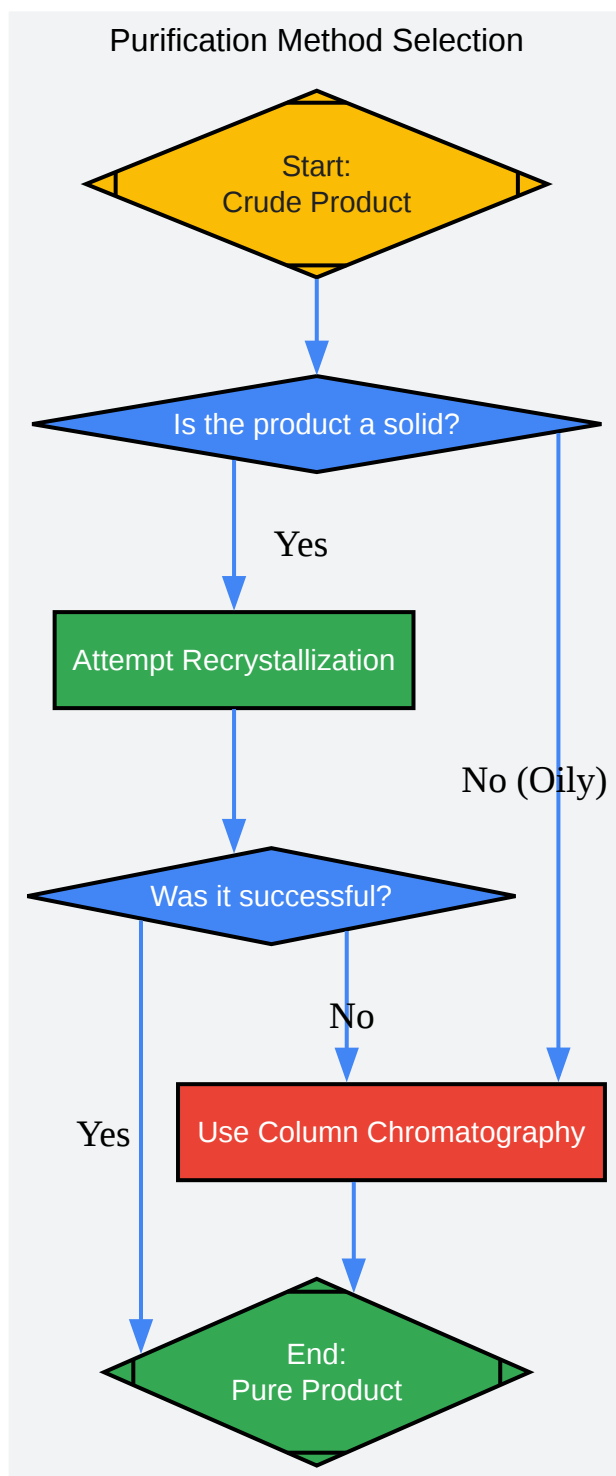 Purification Method Selection
Start:
Crude Product
Is the product a solid?
Yes
Attempt Recrystallization
No (Oily)
Was it successful?
No
Yes
Use Column Chromatography
End:
Pure Product